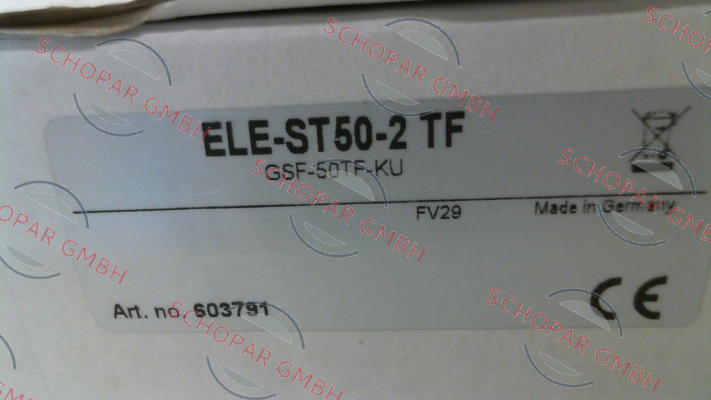 ELE-ST50-2 TF
GSF-50TF-KU
FV29 Made in Germany
Art. no. 603791
CE
SCHOPAR GMBH
SCHOPAR GMBH
SCHOPAR GMBH
SCHOPAR GMBH
SCHOPAR GMBH
SCHOPAR GMBH
SCHOPAR GMBH
SCHOPAR GMBH